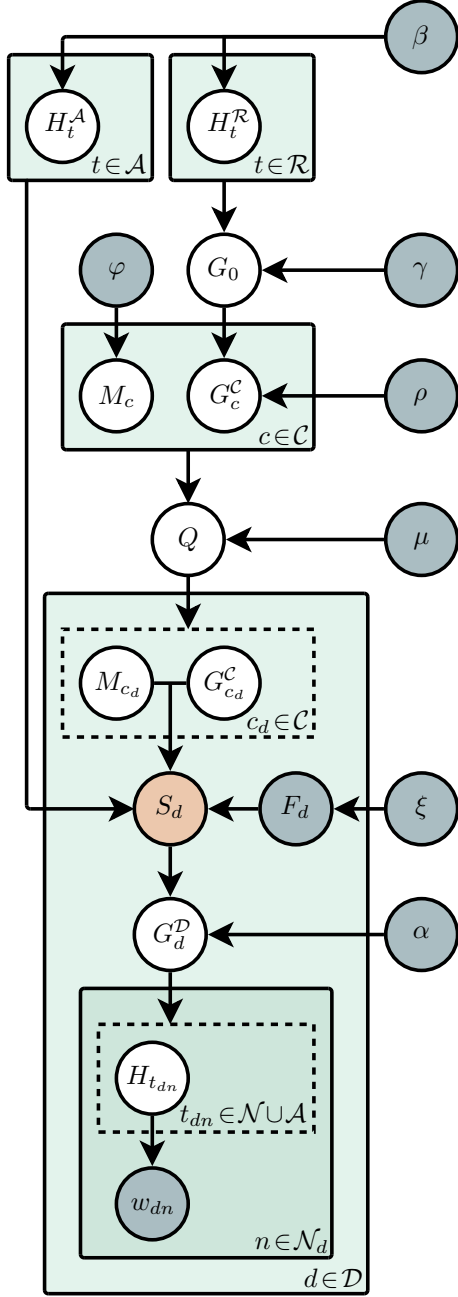 β
H_t^𝒜
H_t^ℛ
t∈𝒜
t∈ℛ
φ
G_0
γ
M_c
G_c^𝒞
ρ
c∈𝒞
Q
μ
M_{c_d}
G_{c_d}^𝒞
c_d∈𝒞
S_d
F_d
ξ
G_d^𝒟
α
H_{t_{dn}}
t_{dn}∈𝒩∪𝒜
w_{dn}
n∈𝒩_d
d∈𝒟